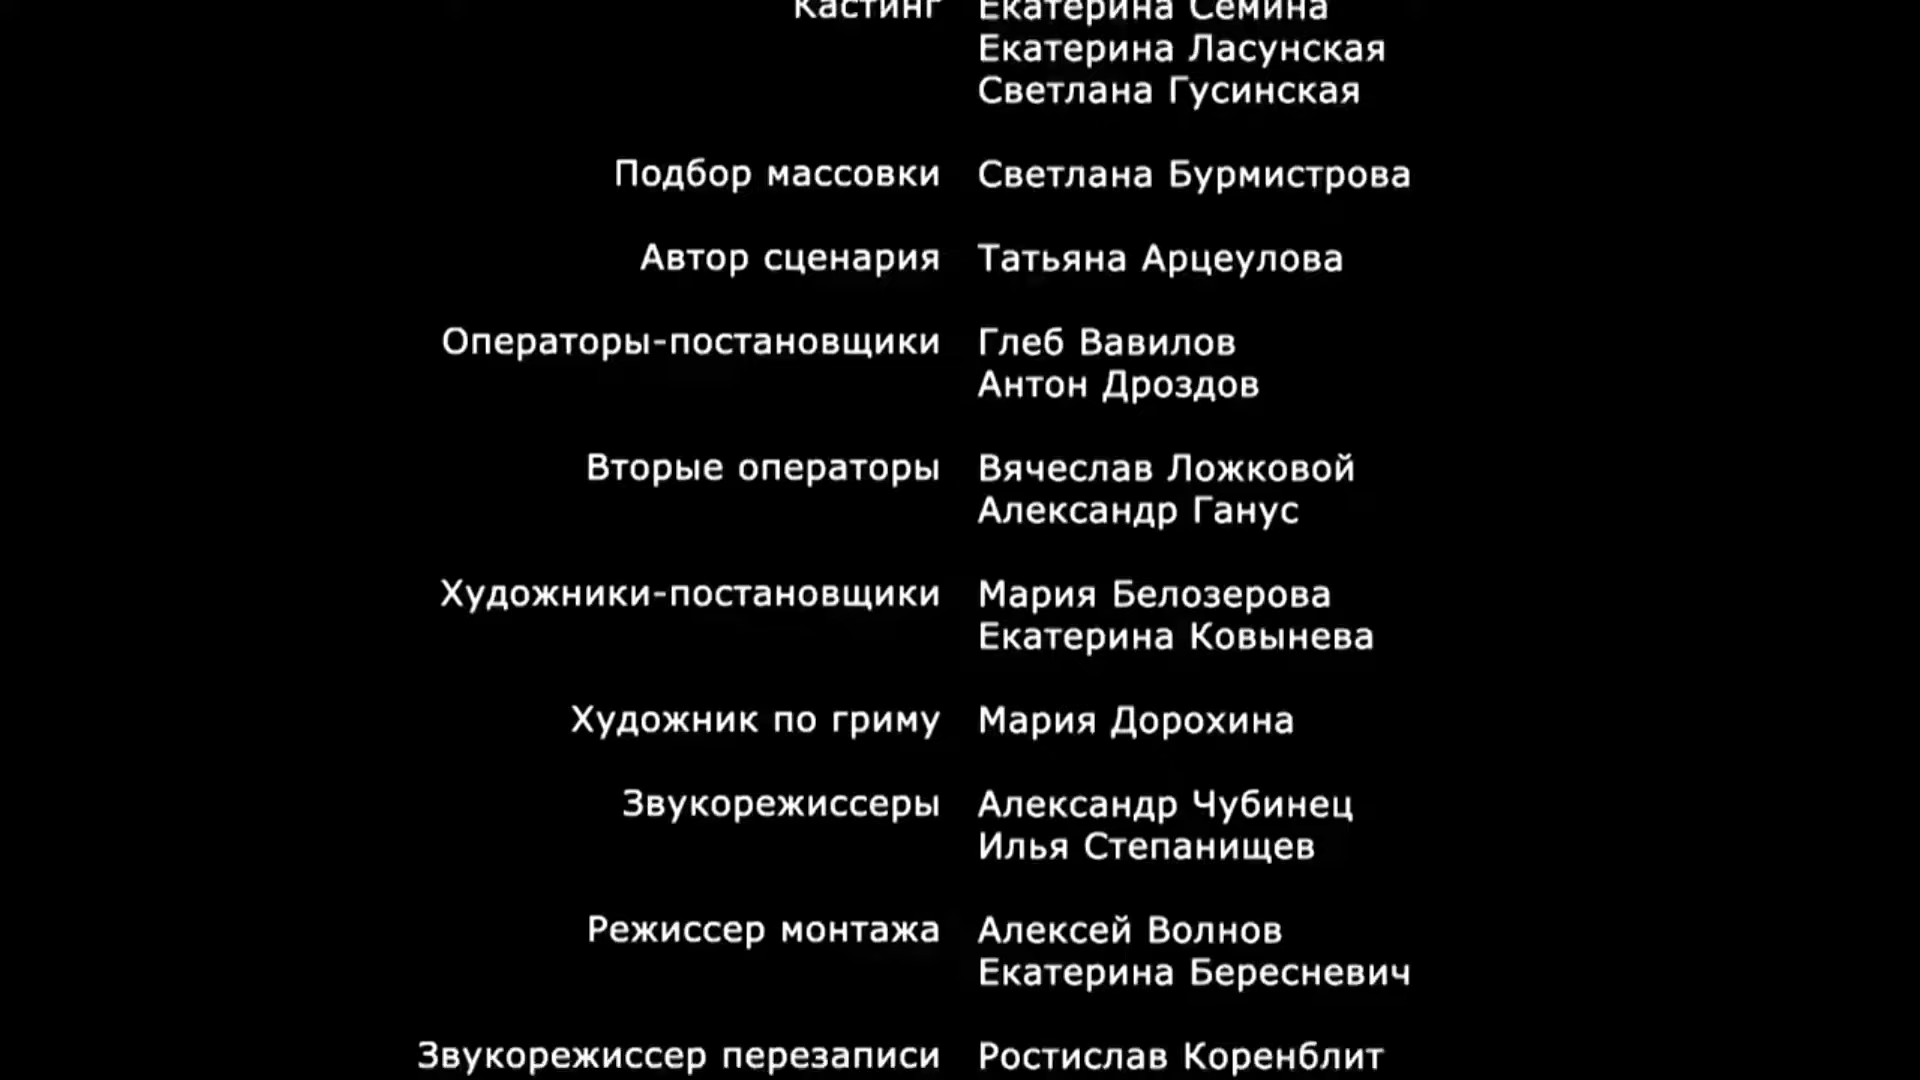 Кастинг Екатерина Семина
Екатерина Ласунская
Светлана Гусинская
Подбор массовки Светлана Бурмистрова
Автор сценария Татьяна Арцеулова
Операторы-постановщики Глеб Вавилов
Антон Дроздов
Вторые операторы Вячеслав Ложковой
Александр Ганус
Художники-постановщики Мария Белозерова
Екатерина Ковынева
Художник по гриму Мария Дорохина
Звукорежиссеры Александр Чубинец
Илья Степанищев
Режиссер монтажа Алексей Волнов
Екатерина Бересневич
Звукорежиссер перезаписи Ростислав Коренблит